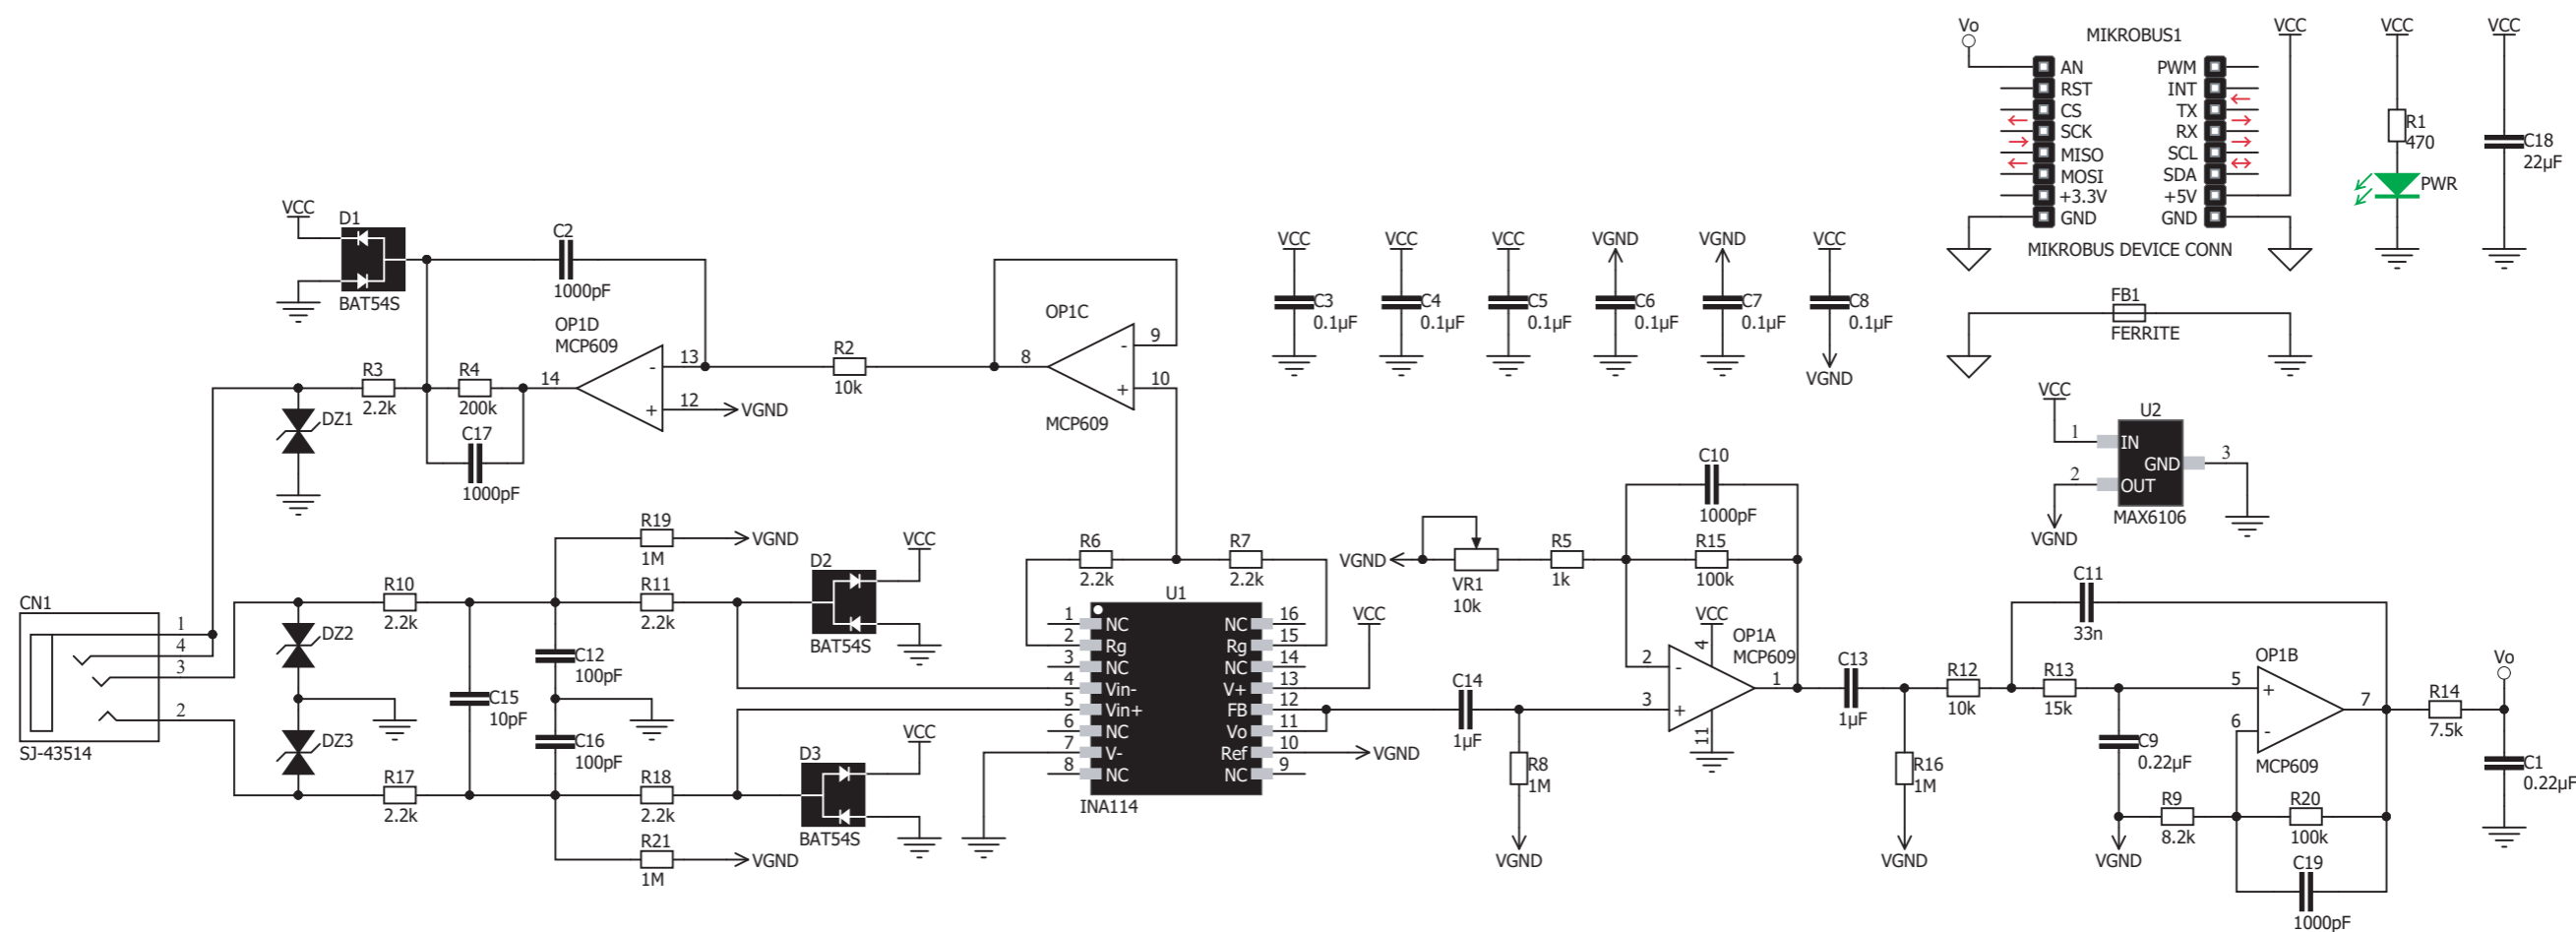 Vo
MIKROBUS1
VCC
VCC
VCC
AN
RST
CS
SCK
MISO
MOSI
+3.3V
GND
PWM
INT
TX
RX
SCL
SDA
+5V
GND
MIKROBUS DEVICE CONN
R1
470
PWR
C18
22µF
VCC
D1
BAT54S
C2
1000pF
OP1D
MCP609
13
-
12
+
14
VGND
R3
2.2k
R4
200k
C17
1000pF
DZ1
R2
10k
OP1C
8
9
-
10
+
MCP609
VCC
C3
0.1µF
VCC
C4
0.1µF
VCC
C5
0.1µF
VGND
C6
0.1µF
VGND
C7
0.1µF
VCC
C8
0.1µF
VGND
FB1
FERRITE
VCC
U2
1
IN
GND
3
2
OUT
MAX6106
VGND
CN1
1
4
3
2
SJ-43514
DZ2
DZ3
R10
2.2k
R17
2.2k
C15
10pF
R19
1M
VGND
R11
2.2k
C12
100pF
C16
100pF
R18
2.2k
R21
1M
VGND
D2
VCC
BAT54S
D3
VCC
BAT54S
R6
2.2k
R7
2.2k
U1
1 NC
2 Rg
3 NC
4 Vin-
5 Vin+
6 NC
7 V-
8 NC
NC 16
Rg 15
NC 14
V+ 13
FB 12
Vo 11
Ref 10
NC 9
INA114
VCC
VGND
C14
1µF
R8
1M
VGND
VGND
VR1
10k
R5
1k
C10
1000pF
R15
100k
VCC
4
OP1A
MCP609
2
-
3
+
1
11
C13
1µF
R16
1M
VGND
R12
10k
C11
33n
R13
15k
C9
0.22µF
VGND
R9
8.2k
OP1B
5
+
6
-
7
MCP609
R20
100k
C19
1000pF
R14
7.5k
Vo
C1
0.22µF